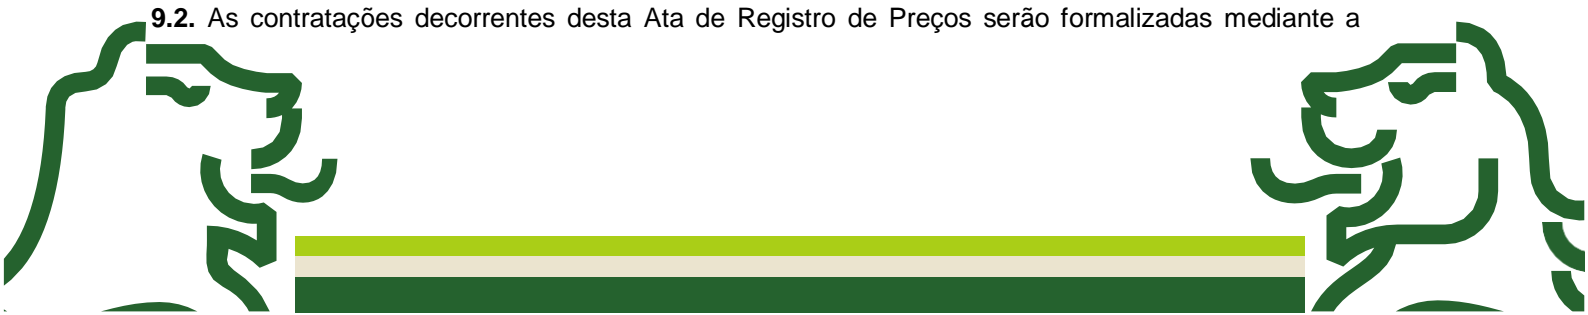 9.2. As contratações decorrentes desta Ata de Registro de Preços serão formalizadas mediante a